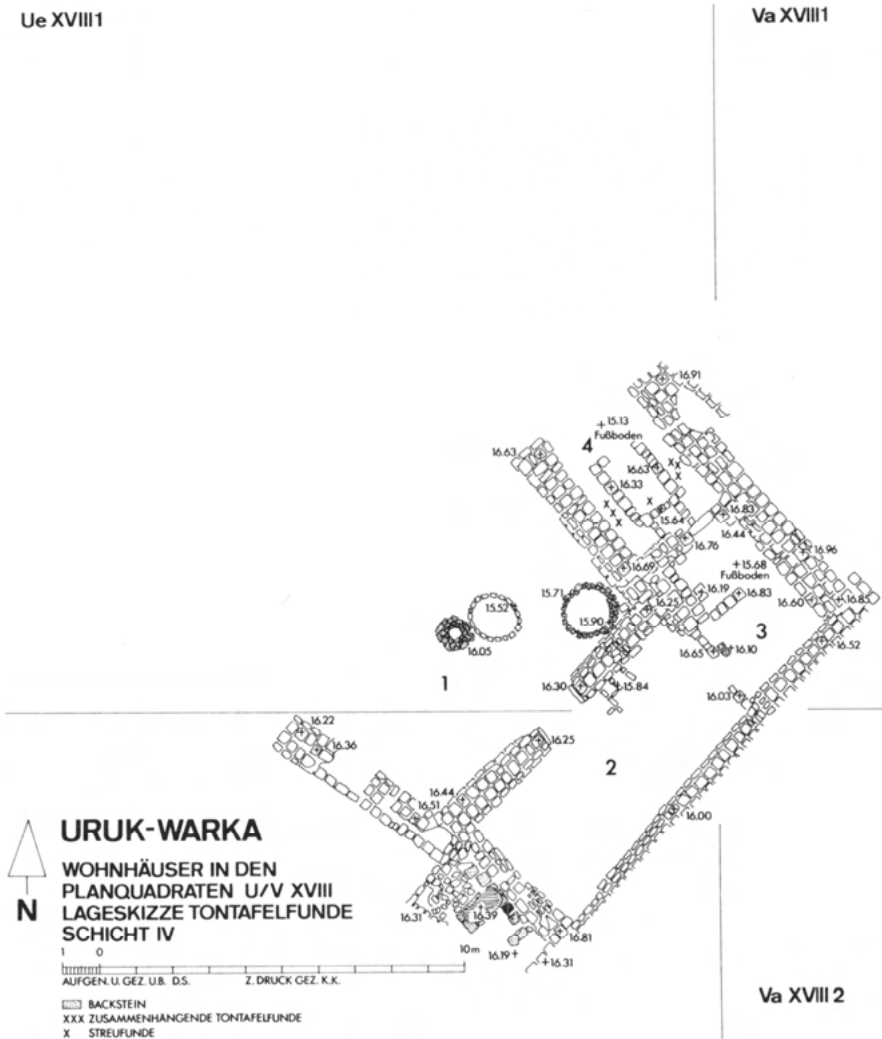 Ue XVIII1
Va XVIII1
16.91
15.13
Fußboden
4
16.63
16.63
X X
X
16.33
X X
X X
15.64
16.83
16.44
16.76
16.96
15.68
Fußboden
16.69
15.71
15.52
15.90
16.25
16.19
16.83
16.60
16.85
3
16.52
16.05
16.65
16.10
1
16.30
15.84
16.03
16.22
16.36
16.25
2
16.44
16.51
16.00
URUK-WARKA
WOHNHÄUSER IN DEN
PLANQUADRATEN U/V XVIII
LAGESKIZZE TONTAFELFUNDE
SCHICHT IV
N
16.31
16.39
16.81
16.19
16.31
1 0 10m
AUFGEN. U. GEZ. U.B. D.S. Z. DRUCK GEZ. K.K.
BACKSTEIN
XXX ZUSAMMENHÄNGENDE TONTAFELFUNDE
X STREUFUNDE
Va XVIII 2